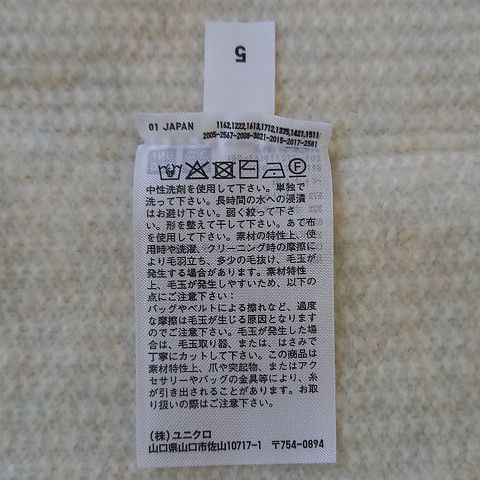 5
01 JAPAN
1162,1222,1613,1712,1335,1421,1511
2005-2567-2008-3021-2015-2017-2581
中性洗剤を使用して下さい。単独で
洗って下さい。長時間の水への浸漬
はお避け下さい。弱く絞って下さ
い。形を整えて干して下さい。あて布
を使用して下さい。素材の特性上、使
用時や洗濯、クリーニング時の摩擦によ
り毛羽立ち、多少の毛抜け、毛玉が
発生する場合があります。素材特性
上、毛玉が発生しやすいため、以下の
点にご注意下さい：
バッグやベルトによる擦れなど、過度
な摩擦は毛玉が生じる原因となります
のでご注意下さい。毛玉が発生した場
合は、毛玉取り器、または、はさみで
丁寧にカットして下さい。この商品は
素材特性上、爪や突起物、またはアク
セサリーやバッグの金具等により、糸
が引き出されることがあります。お取
り扱いの際はご注意下さい。
(株)ユニクロ
山口県山口市佐山10717-1 〒754-0894